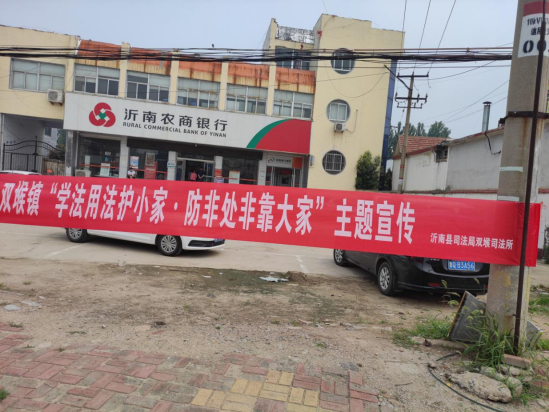 沂南农商银行
RURAL COMMERCIAL BANK OF YINAN
双堠镇“学法用法护小家·防非处非靠大家”主题宣传
沂南县司法局双堠司法所